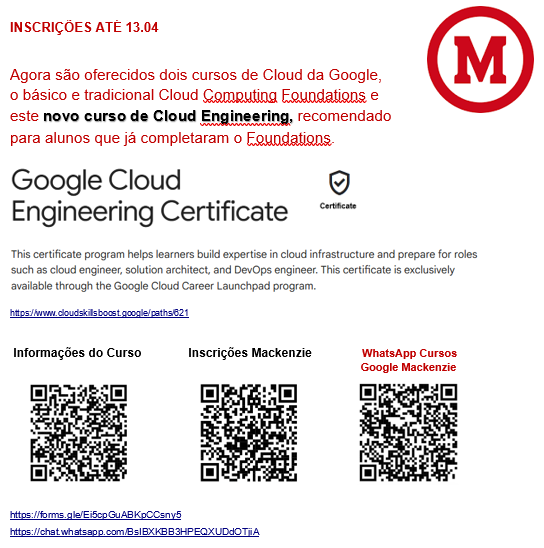 INSCRIÇÕES ATÉ 13.04
M
Agora são oferecidos dois cursos de Cloud da Google,
o básico e tradicional Cloud Computing Foundations e
este novo curso de Cloud Engineering, recomendado
para alunos que já completaram o Foundations.
Google Cloud
Engineering Certificate
Certificate
This certificate program helps learners build expertise in cloud infrastructure and prepare for roles
such as cloud engineer, solution architect, and DevOps engineer. This certificate is exclusively
available through the Google Cloud Career Launchpad program.
https://www.cloudskillsboost.google/paths/621
Informações do Curso
Inscrições Mackenzie
WhatsApp Cursos
Google Mackenzie
https://forms.gle/Ei5cpGuABKpCCsny5
https://chat.whatsapp.com/BsIBXKBB3HPEQXUDdOTjiA